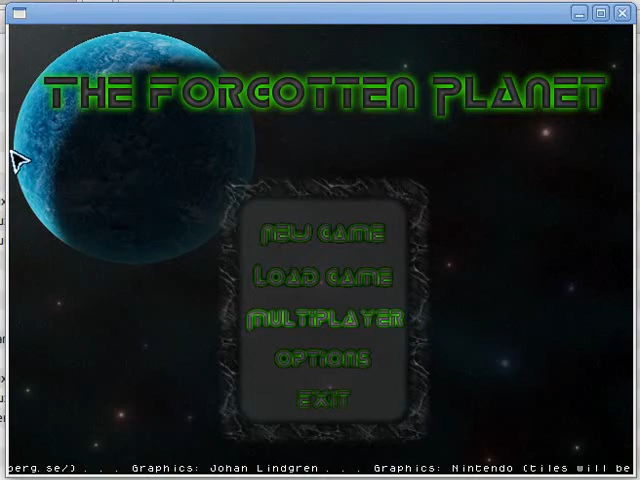 THE FORGOTTEN PLANET
NEW GAME
LOAD GAME
MULTIPLAYER
OPTIONS
EXIT
berg.se/) . . . Graphics: Johan Lindgren . . . Graphics: Nintendo (tiles will be